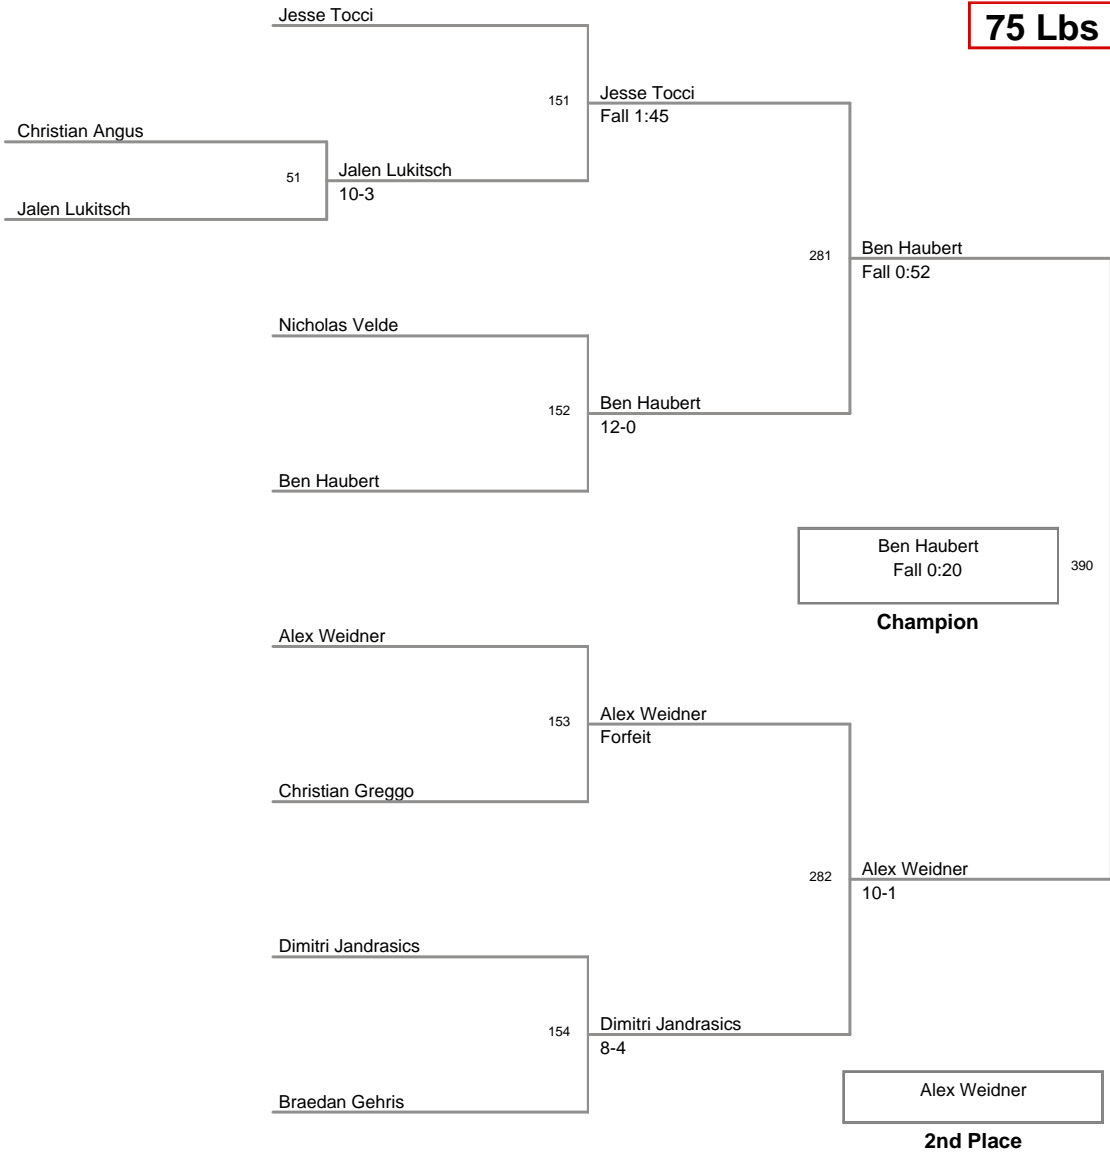 Jesse Tocci
75 Lbs
151
Jesse Tocci
Fall 1:45
Christian Angus
51
Jalen Lukitsch
10-3
Jalen Lukitsch
281
Ben Haubert
Fall 0:52
Nicholas Velde
152
Ben Haubert
12-0
Ben Haubert
Ben Haubert
Fall 0:20
390
Champion
Alex Weidner
153
Alex Weidner
Forfeit
Christian Greggo
282
Alex Weidner
10-1
Dimitri Jandrasics
154
Dimitri Jandrasics
8-4
Braedan Gehris
Alex Weidner
2nd Place